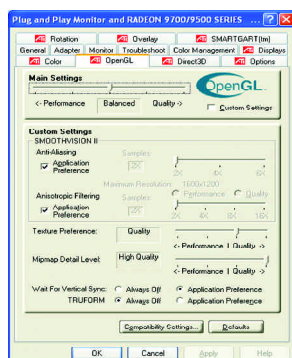 Plug and Play Monitor and RADEON 9700/9500 SERIES ...
Rotation Overlay SMARTGART(tm)
General Adapter Monitor Troubleshoot Color Management Displays
Color OpenGL Direct3D Options
Main Settings
OpenGL
<- Performance Balanced Quality ->
Custom Settings
Custom Settings
SMOOTHVISION II
Anti-Aliasing
Samples:
Application Preference
2X
2X 4X 6X
Maximum Resolution: 1600x1200
Anisotropic Filtering
Samples:
Performance Quality
Application Preference
2X
2X 4X 8X 16X
Texture Preference: Quality
<- Performance | Quality ->
Mipmap Detail Level: High Quality
<- Performance | Quality ->
Wait For Vertical Sync: Always Off Application Preference
TRUFORM Always Off Application Preference
Compatibility Settings... Defaults
OK Cancel Apply Help